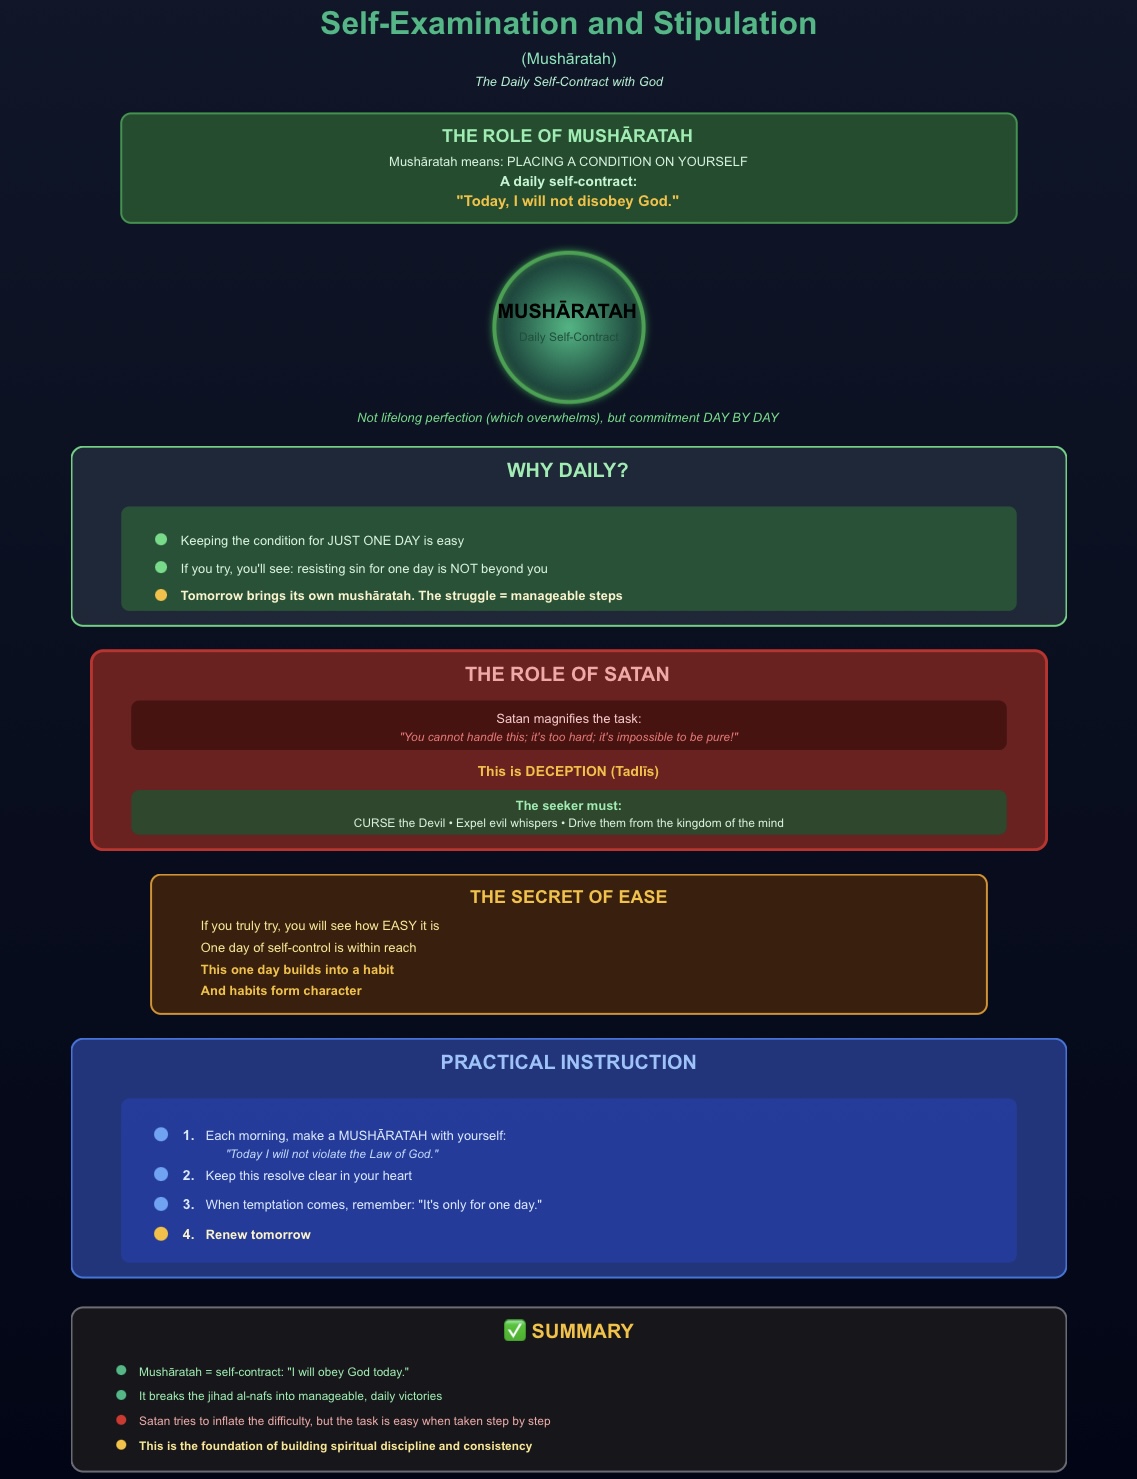 Self-Examination and Stipulation
(Mushāratah)
The Daily Self-Contract with God
THE ROLE OF MUSHĀRATAH
Mushāratah means: PLACING A CONDITION ON YOURSELF
A daily self-contract:
"Today, I will not disobey God."
MUSHĀRATAH
Daily Self-Contract
Not lifelong perfection (which overwhelms), but commitment DAY BY DAY
WHY DAILY?
Keeping the condition for JUST ONE DAY is easy
If you try, you'll see: resisting sin for one day is NOT beyond you
Tomorrow brings its own mushāratah. The struggle = manageable steps
THE ROLE OF SATAN
Satan magnifies the task:
"You cannot handle this; it's too hard; it's impossible to be pure!"
This is DECEPTION (Tadlīs)
The seeker must:
CURSE the Devil • Expel evil whispers • Drive them from the kingdom of the mind
THE SECRET OF EASE
If you truly try, you will see how EASY it is
One day of self-control is within reach
This one day builds into a habit
And habits form character
PRACTICAL INSTRUCTION
1. Each morning, make a MUSHĀRATAH with yourself:
"Today I will not violate the Law of God."
2. Keep this resolve clear in your heart
3. When temptation comes, remember: "It's only for one day."
4. Renew tomorrow
✅ SUMMARY
Mushāratah = self-contract: "I will obey God today."
It breaks the jihad al-nafs into manageable, daily victories
Satan tries to inflate the difficulty, but the task is easy when taken step by step
This is the foundation of building spiritual discipline and consistency